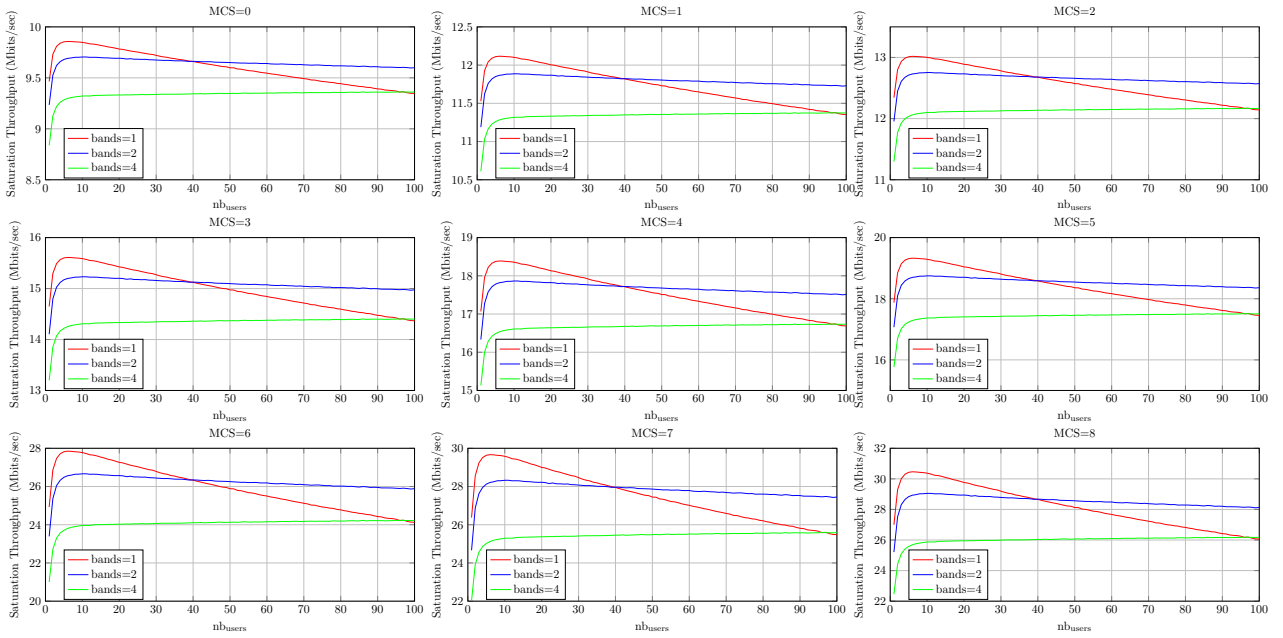 MCS=0
Saturation Throughput (Mbits/sec)
10
9.5
9
8.5
bands=1
bands=2
bands=4
0 10 20 30 40 50 60 70 80 90 100
nb_users
MCS=1
Saturation Throughput (Mbits/sec)
12.5
12
11.5
11
10.5
bands=1
bands=2
bands=4
0 10 20 30 40 50 60 70 80 90 100
nb_users
MCS=2
Saturation Throughput (Mbits/sec)
13
12
11
bands=1
bands=2
bands=4
0 10 20 30 40 50 60 70 80 90 100
nb_users
MCS=3
Saturation Throughput (Mbits/sec)
16
15
14
13
bands=1
bands=2
bands=4
0 10 20 30 40 50 60 70 80 90 100
nb_users
MCS=4
Saturation Throughput (Mbits/sec)
19
18
17
16
15
bands=1
bands=2
bands=4
0 10 20 30 40 50 60 70 80 90 100
nb_users
MCS=5
Saturation Throughput (Mbits/sec)
20
18
16
bands=1
bands=2
bands=4
0 10 20 30 40 50 60 70 80 90 100
nb_users
MCS=6
Saturation Throughput (Mbits/sec)
28
26
24
22
20
bands=1
bands=2
bands=4
0 10 20 30 40 50 60 70 80 90 100
nb_users
MCS=7
Saturation Throughput (Mbits/sec)
30
28
26
24
22
bands=1
bands=2
bands=4
0 10 20 30 40 50 60 70 80 90 100
nb_users
MCS=8
Saturation Throughput (Mbits/sec)
32
30
28
26
24
22
bands=1
bands=2
bands=4
0 10 20 30 40 50 60 70 80 90 100
nb_users